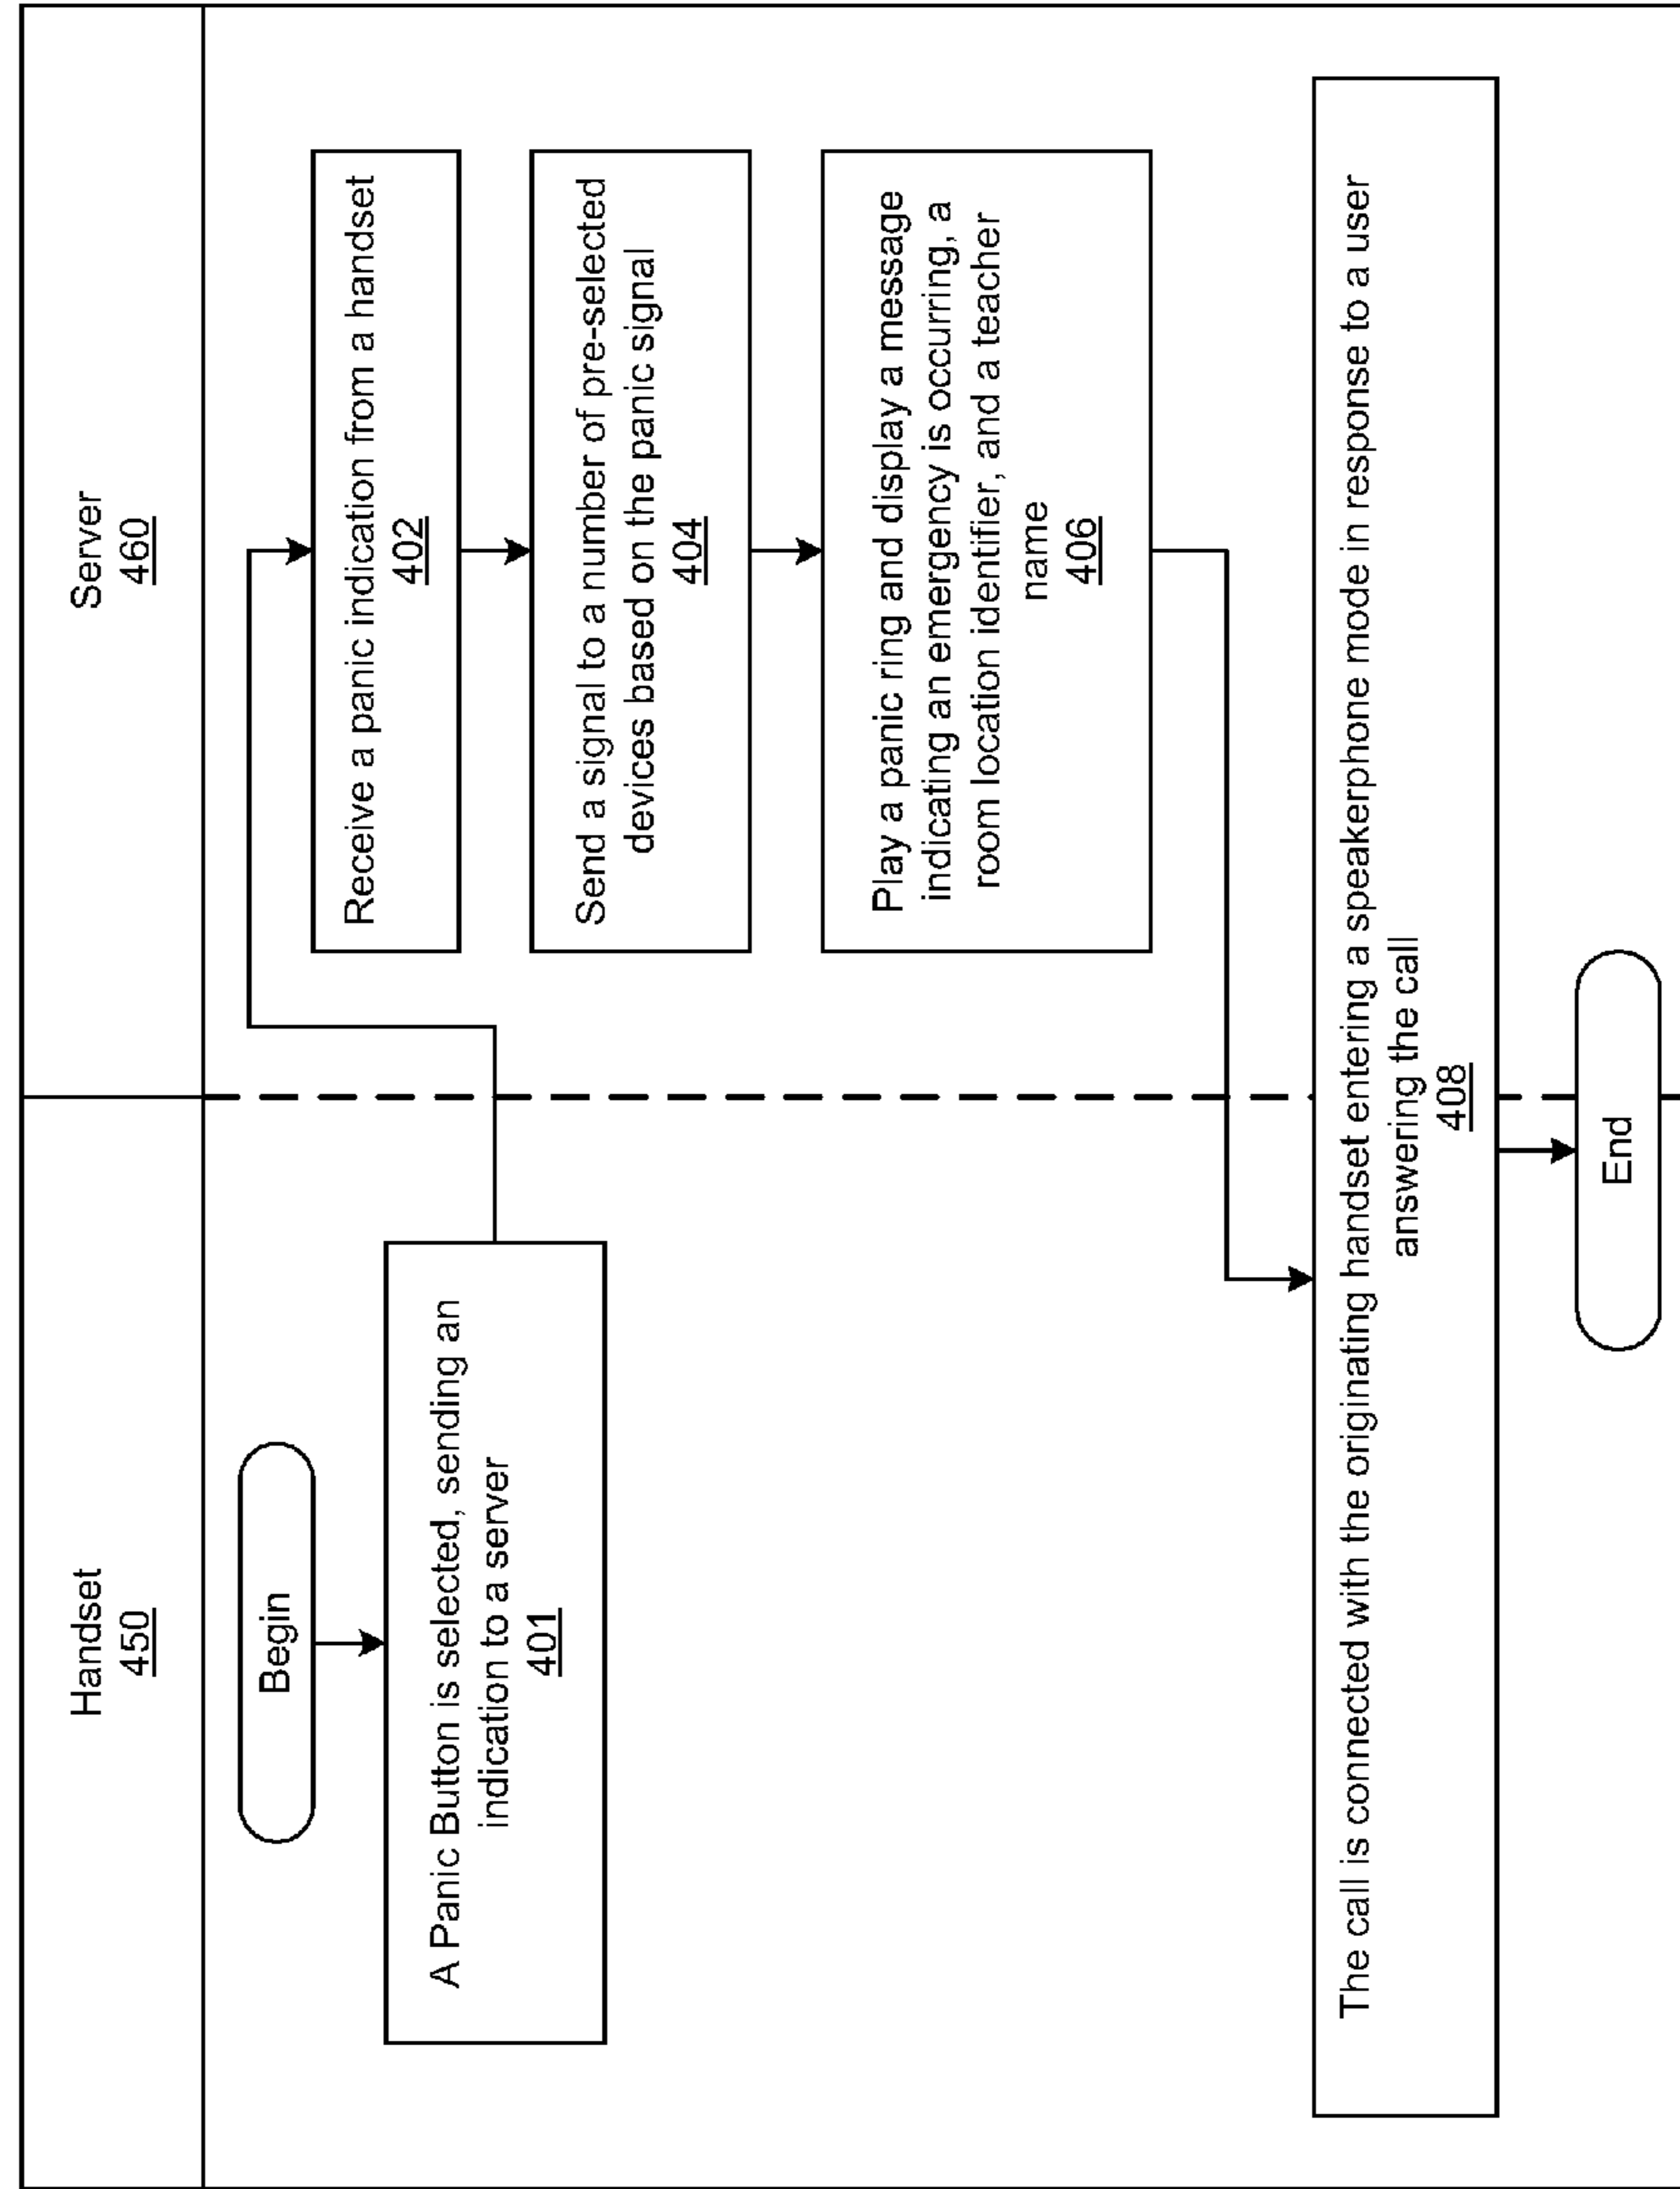 Handset
450
Server
460
Begin
A Panic Button is selected, sending an
indication to a server
401
Receive a panic indication from a handset
402
Send a signal to a number of pre-selected
devices based on the panic signal
404
Play a panic ring and display a message
indicating an emergency is occurring, a
room location identifier, and a teacher
name
406
The call is connected with the originating handset entering a speakerphone mode in response to a user
answering the call
408
End